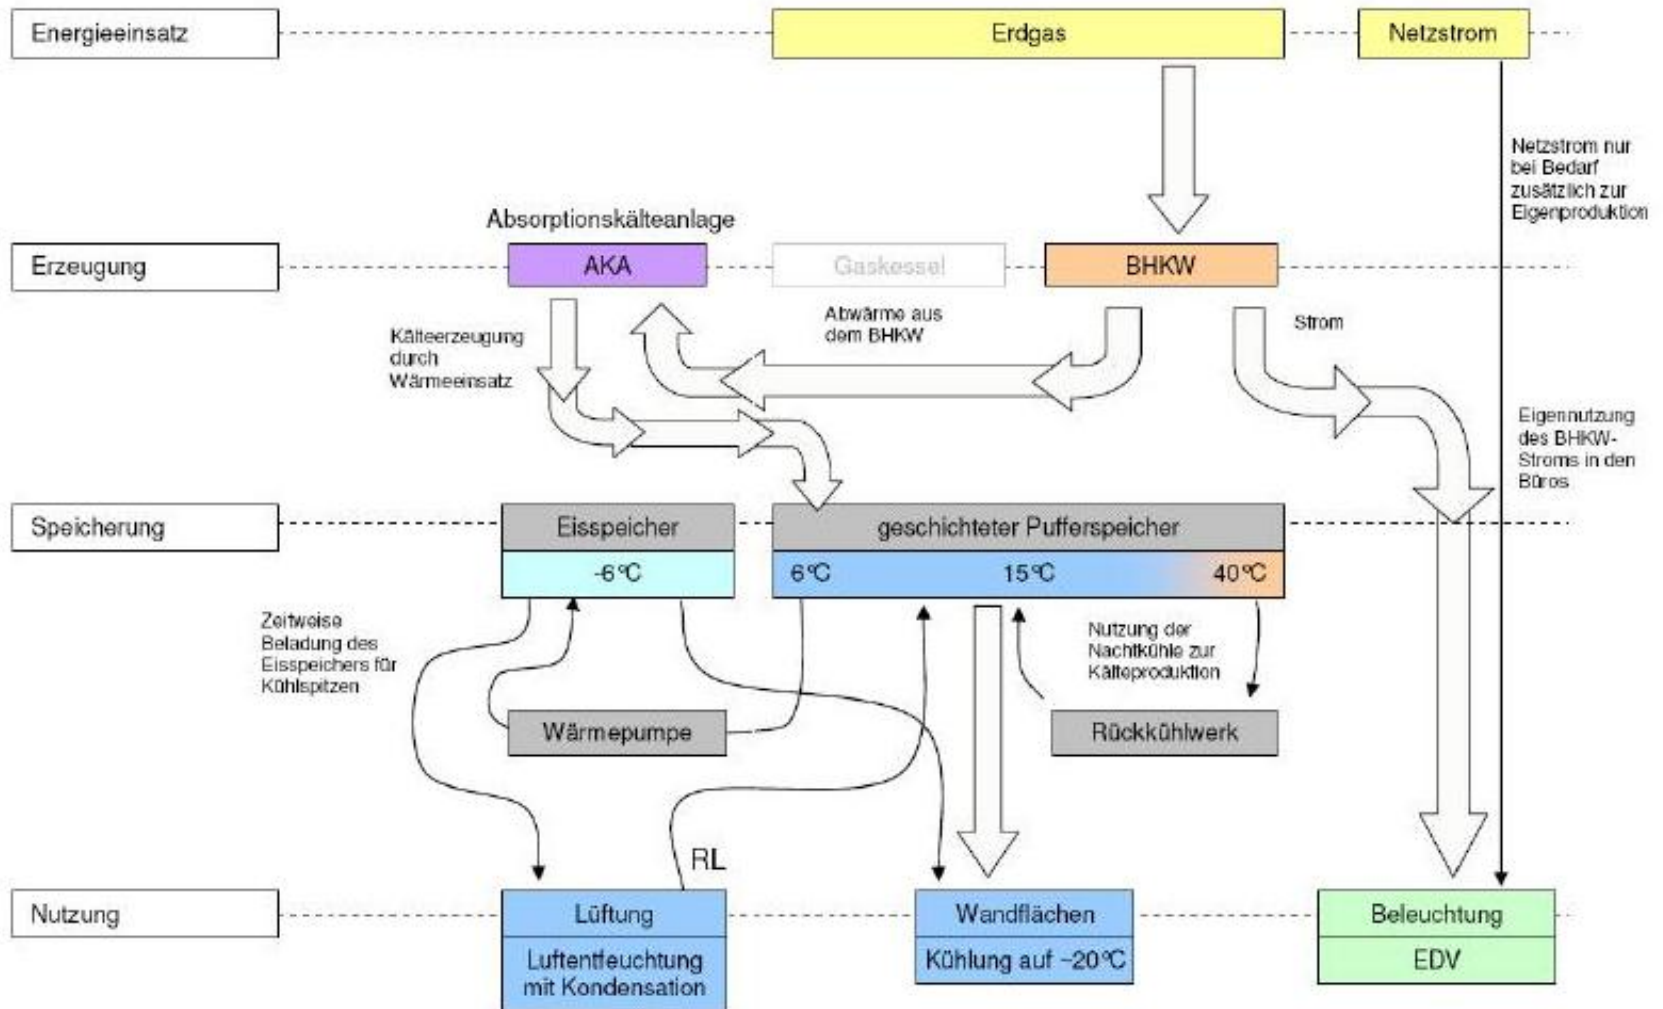 Energieeinsatz
Erdgas
Netzstrom
Netzstrom nur
bei Bedarf
zusätzlich zur
Eigenproduktion
Absorptionskälteanlage
Erzeugung
AKA
Gaskessel
BHKW
Kälteerzeugung
durch
Wärmeeinsatz
Abwärme aus
dem BHKW
Strom
Eigennutzung
des BHKW-
Stroms in den
Büros
Speicherung
Eisspeicher
geschichteter Pufferspeicher
-6°C
6°C
15°C
40°C
Zeitweise
Beladung des
Eisspeichers für
Kühlspitzen
Nutzung der
Nachtkühle zur
Kälteproduktion
Wärmepumpe
Rückkühlwerk
RL
Nutzung
Lüftung
Wandflächen
Beleuchtung
Luftentfeuchtung
mit Kondensation
Kühlung auf ~20°C
EDV